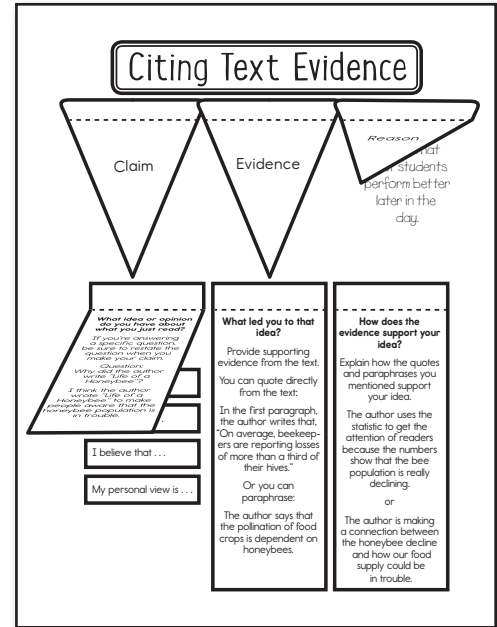 Citing Text Evidence
Claim
Evidence
Reason
students
perform better
later in the
day.
What idea or opinion
do you have about
what you just read?
If you're answering
a specific question,
be sure to restate the
question when you
make your claim.
Question:
Why did the author
write "Life of a
Honeybee"?
I think the author
wrote "Life of a
Honeybee" to make
people aware that the
honeybee population is
in trouble.
I believe that . . .
My personal view is . . .
What led you to that
idea?
Provide supporting
evidence from the text.
You can quote directly
from the text:
In the first paragraph,
the author writes that,
"On average, beekeep-
ers are reporting losses
of more than a third of
their hives."
Or you can
paraphrase:
The author says that
the pollination of food
crops is dependent on
honeybees.
How does the
evidence support your
idea?
Explain how the quotes
and paraphrases you
mentioned support
your idea.
The author uses the
statistic to get the
attention of readers
because the numbers
show that the bee
population is really
declining.
or
The author is making
a connection between
the honeybee decline
and how our food
supply could be
in trouble.